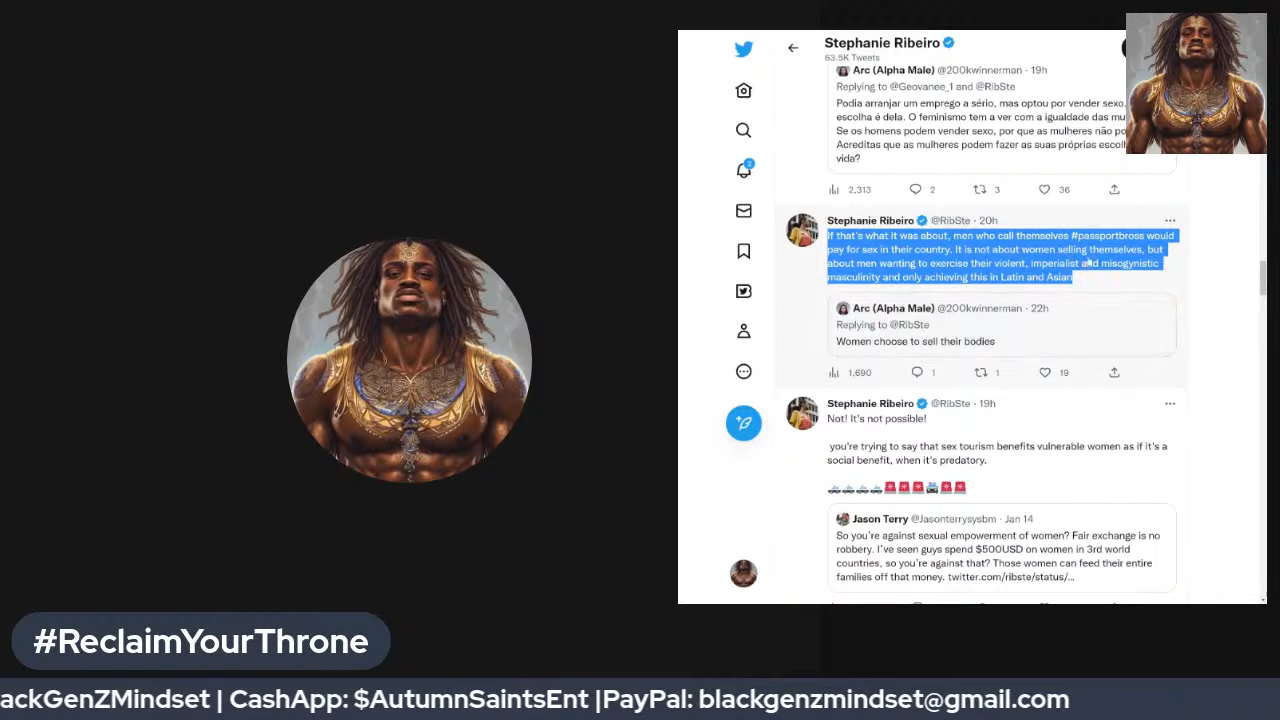 Stephanie Ribeiro
63.5K Tweets
Arc (Alpha Male) @200kwinnerman · 19h
Replying to @Geovanee_1 and @RibSte
Podia arranjar um emprego a sério, mas optou por vender sexo,
escolha é dela. O feminismo tem a ver com a igualdade das mu
Se os homens podem vender sexo, por que as mulheres não po
Acreditas que as mulheres podem fazer as suas próprias escolh
vida?
2,313 2 3 36
Stephanie Ribeiro @RibSte · 20h
If that's what it was about, men who call themselves #passportbross would
pay for sex in their country. It is not about women selling themselves, but
about men wanting to exercise their violent, imperialist and misogynistic
masculinity and only achieving this in Latin and Asian
Arc (Alpha Male) @200kwinnerman · 22h
Replying to @RibSte
Women choose to sell their bodies
1,690 1 1 19
Stephanie Ribeiro @RibSte · 19h
Not! It's not possible!
you're trying to say that sex tourism benefits vulnerable women as if it's a
social benefit, when it's predatory.
Jason Terry @Jasonterrysysbm · Jan 14
So you're against sexual empowerment of women? Fair exchange is no
robbery. I've seen guys spend $500USD on women in 3rd world
countries, so you're against that? Those women can feed their entire
families off that money. twitter.com/ribste/status/...
#ReclaimYourThrone
ackGenZMindset | CashApp: $AutumnSaintsEnt |PayPal: blackgenzmindset@gmail.com